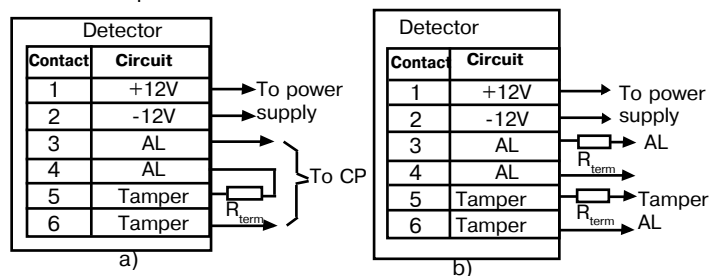 Detector
Contact Circuit
1 +12V To power
2 -12V supply
3 AL
4 AL To CP
5 Tamper
R term
6 Tamper
a)
Detector
Contact Circuit
1 +12V To power
2 -12V supply
3 AL AL
R term
4 AL
5 Tamper Tamper
R term
6 Tamper AL
b)